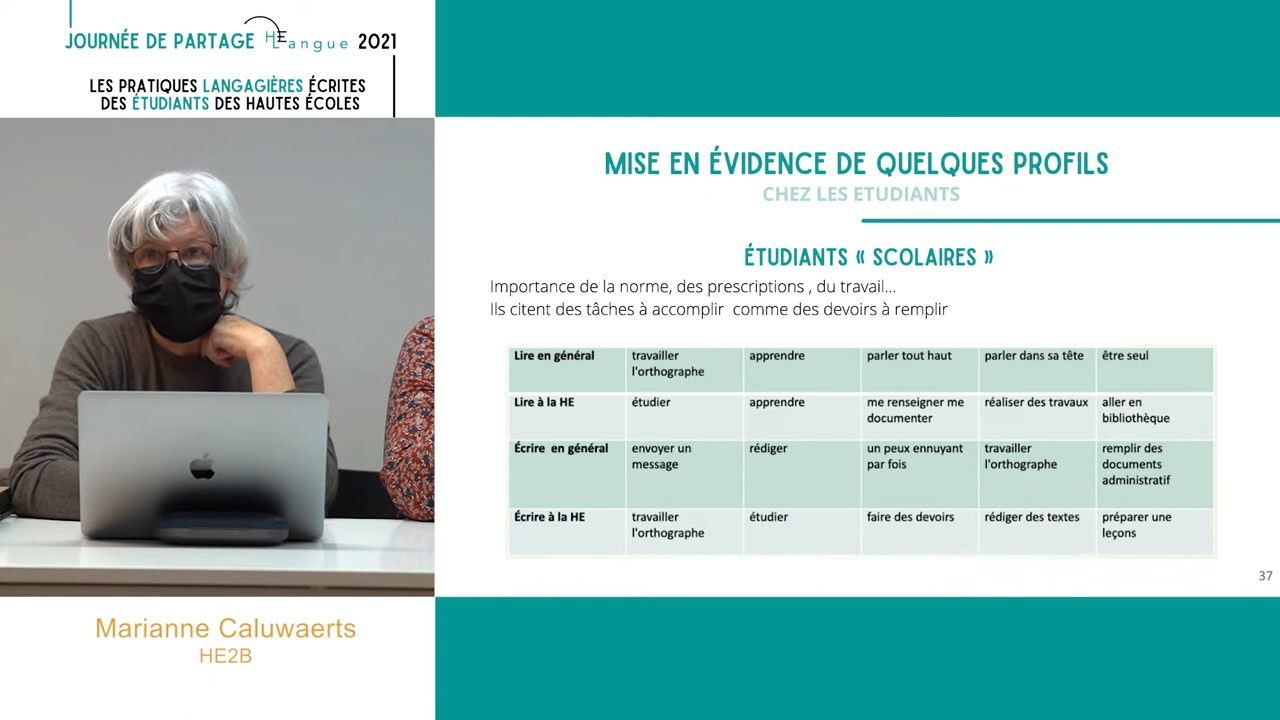 JOURNÉE DE PARTAGE HELangue 2021
LES PRATIQUES LANGAGIÈRES ÉCRITES
DES ÉTUDIANTS DES HAUTES ÉCOLES
MISE EN ÉVIDENCE DE QUELQUES PROFILS
CHEZ LES ETUDIANTS
ÉTUDIANTS « SCOLAIRES »
Importance de la norme, des prescriptions , du travail...
Ils citent des tâches à accomplir comme des devoirs à remplir
Lire en général
travailler
l'orthographe
apprendre
parler tout haut
parler dans sa tête
être seul
Lire à la HE
étudier
apprendre
me renseigner me
documenter
réaliser des travaux
aller en
bibliothèque
Écrire en général
envoyer un
message
rédiger
un peux ennuyant
par fois
travailler
l'orthographe
remplir des
documents
administratif
Écrire à la HE
travailler
l'orthographe
étudier
faire des devoirs
rédiger des textes
préparer une
leçons
37
Marianne Caluwaerts
HE2B